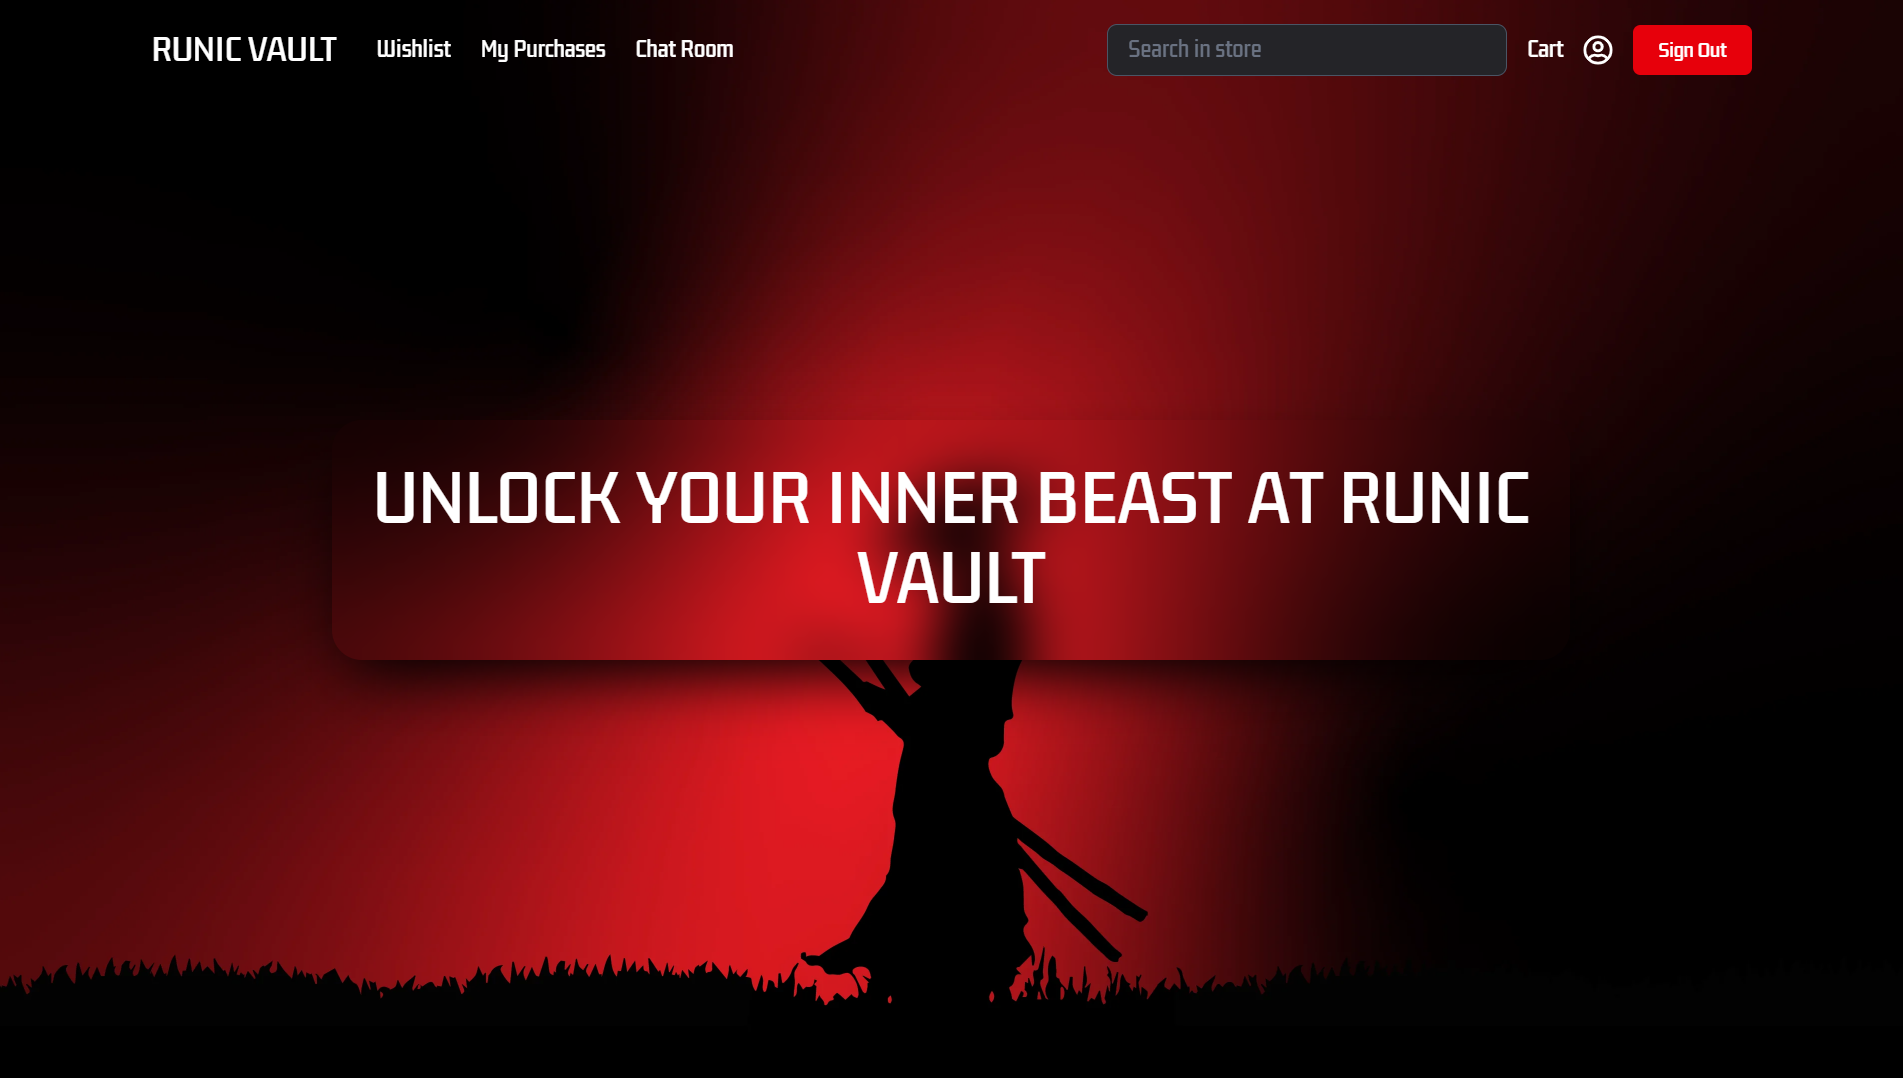 RUNIC VAULT Wishlist My Purchases Chat Room Search in store Cart Sign Out
UNLOCK YOUR INNER BEAST AT RUNIC
VAULT